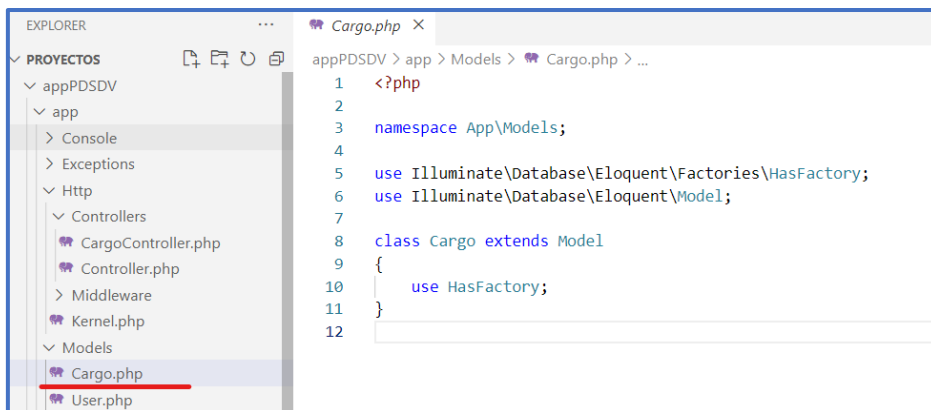 EXPLORER
···
PROYECTOS
appPDSDV
app
Console
Exceptions
Http
Controllers
CargoController.php
Controller.php
Middleware
Kernel.php
Models
Cargo.php
User.php
Cargo.php ×
appPDSDV > app > Models > Cargo.php > ...
1 <?php
2
3 namespace App\Models;
4
5 use Illuminate\Database\Eloquent\Factories\HasFactory;
6 use Illuminate\Database\Eloquent\Model;
7
8 class Cargo extends Model
9 {
10     use HasFactory;
11 }
12